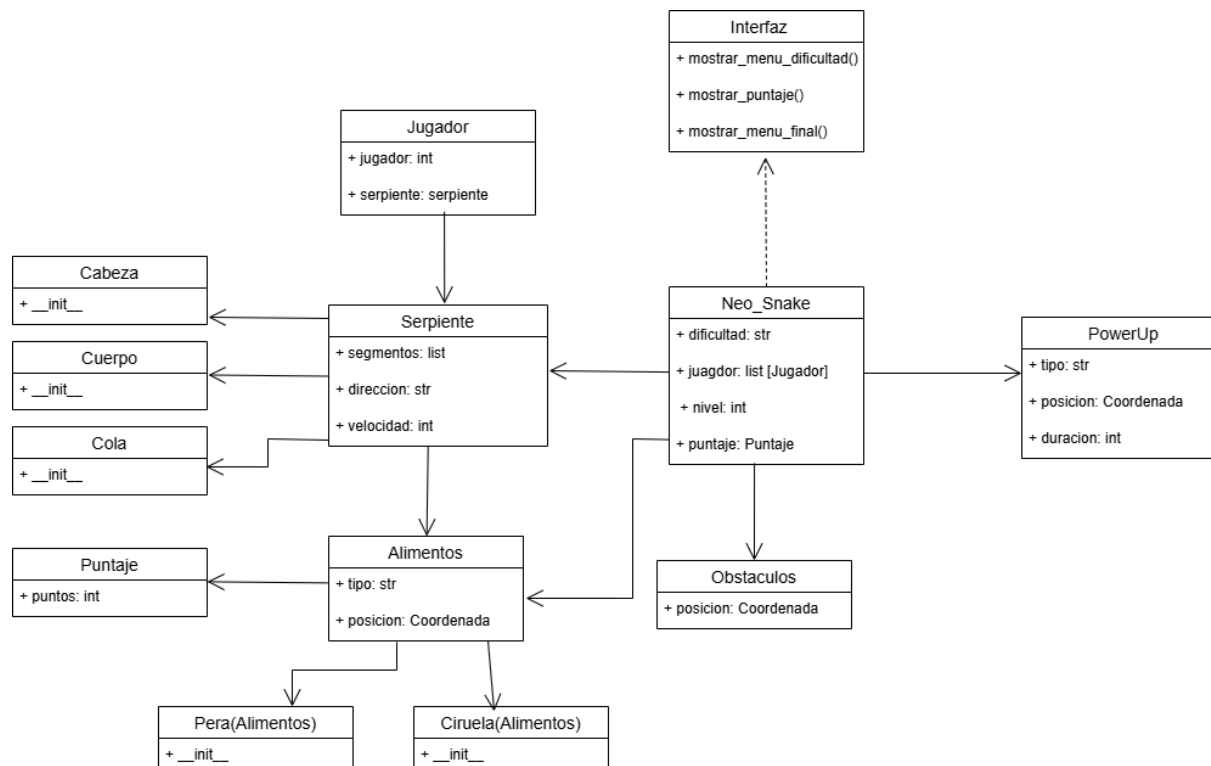 Interfaz
+ mostrar_menu_dificultad()
+ mostrar_puntaje()
+ mostrar_menu_final()
Jugador
+ jugador: int
+ serpiente: serpiente
Cabeza
+ __init__
Cuerpo
+ __init__
Cola
+ __init__
Serpiente
+ segmentos: list
+ direccion: str
+ velocidad: int
Neo_Snake
+ dificultad: str
+ juagdor: list [Jugador]
+ nivel: int
+ puntaje: Puntaje
PowerUp
+ tipo: str
+ posicion: Coordenada
+ duracion: int
Puntaje
+ puntos: int
Alimentos
+ tipo: str
+ posicion: Coordenada
Obstaculos
+ posicion: Coordenada
Pera(Alimentos)
+ __init__
Ciruela(Alimentos)
+ __init__